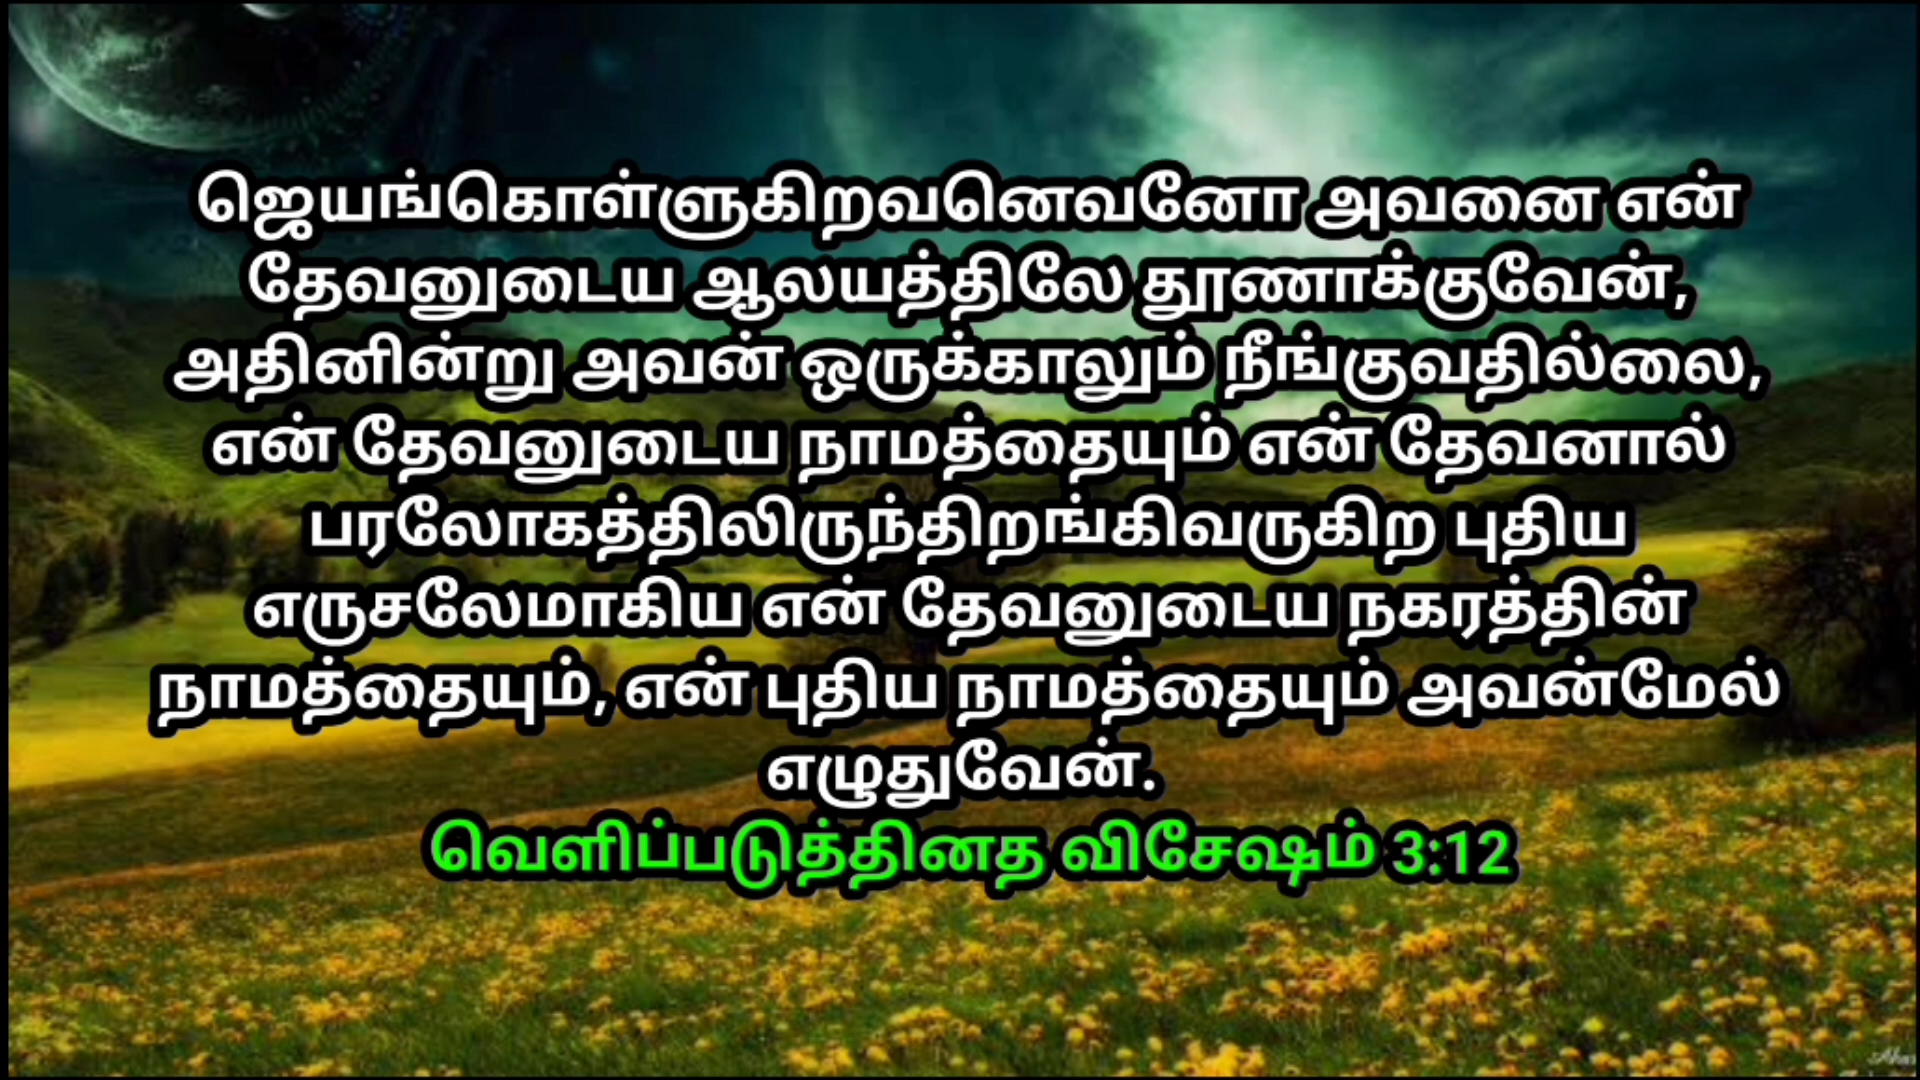 ஜெயங்கொள்ளுகிறவனெவனோ அவனை என்
தேவனுடைய ஆலயத்திலே தூணாக்குவேன்,
அதினின்று அவன் ஒருக்காலும் நீங்குவதில்லை,
என் தேவனுடைய நாமத்தையும் என் தேவனால்
பரலோகத்திலிருந்திறங்கிவருகிற புதிய
எருசலேமாகிய என் தேவனுடைய நகரத்தின்
நாமத்தையும், என் புதிய நாமத்தையும் அவன்மேல்
எழுதுவேன்.
வெளிப்படுத்தினத விசேஷம் 3:12